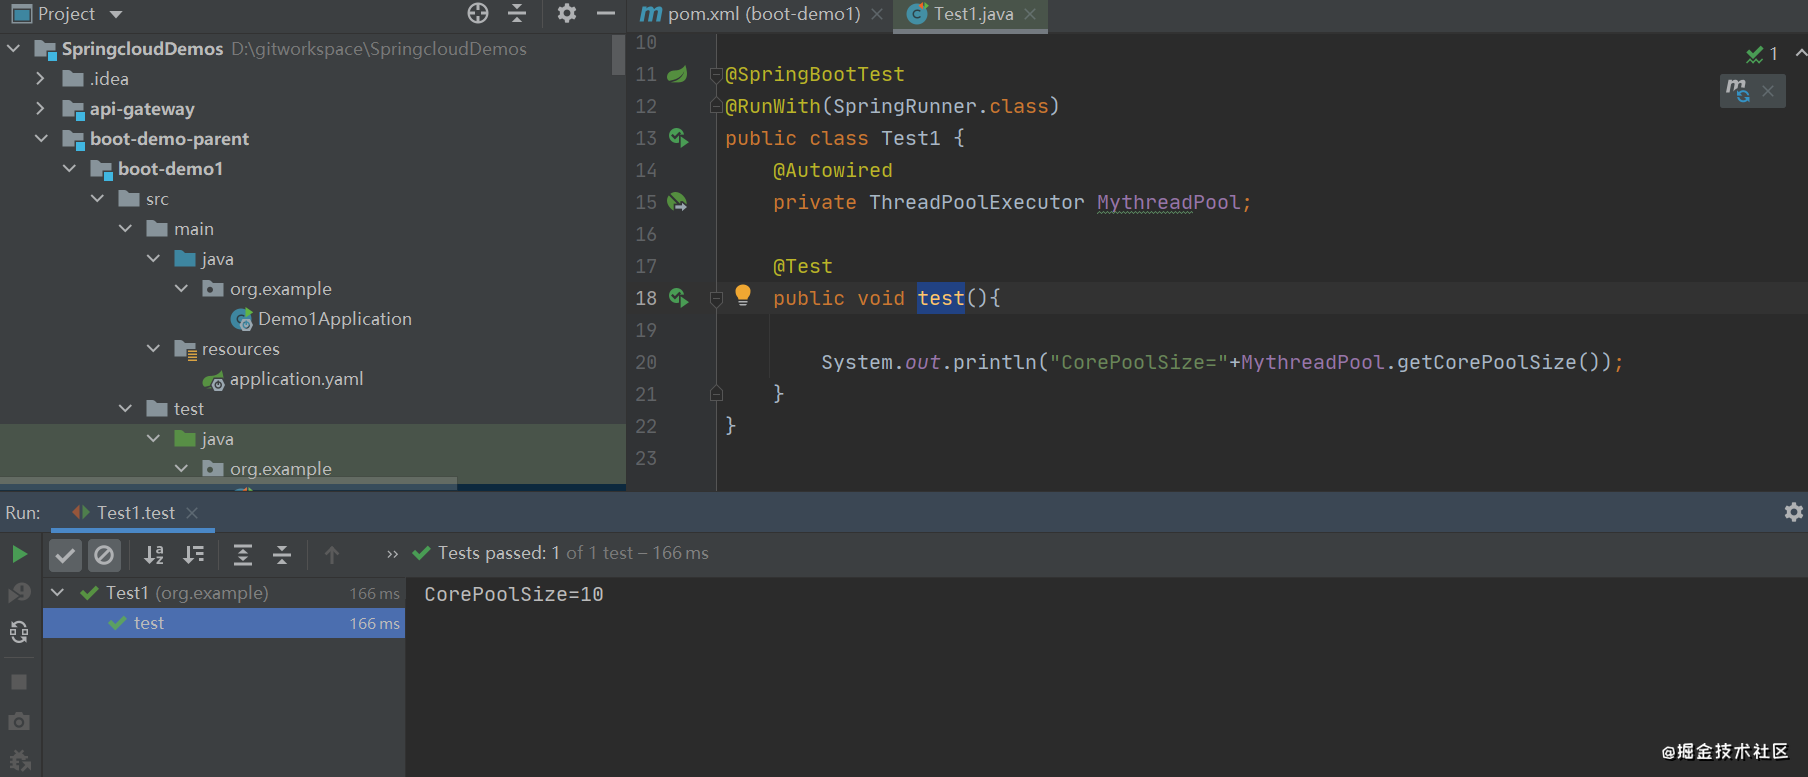 Project
pom.xml (boot-demo1)
Test1.java
SpringcloudDemos D:\gitworkspace\SpringcloudDemos
.idea
api-gateway
boot-demo-parent
boot-demo1
src
main
java
org.example
Demo1Application
resources
application.yaml
test
java
org.example
10
11 @SpringBootTest
12 @RunWith(SpringRunner.class)
13 public class Test1 {
14 @Autowired
15 private ThreadPoolExecutor MythreadPool;
16
17 @Test
18 public void test(){
19
20 System.out.println("CorePoolSize="+MythreadPool.getCorePoolSize());
21 }
22 }
23
1
Run: Test1.test
Tests passed: 1 of 1 test – 166 ms
Test1 (org.example) 166 ms
test 166 ms
CorePoolSize=10
@掘金技术社区